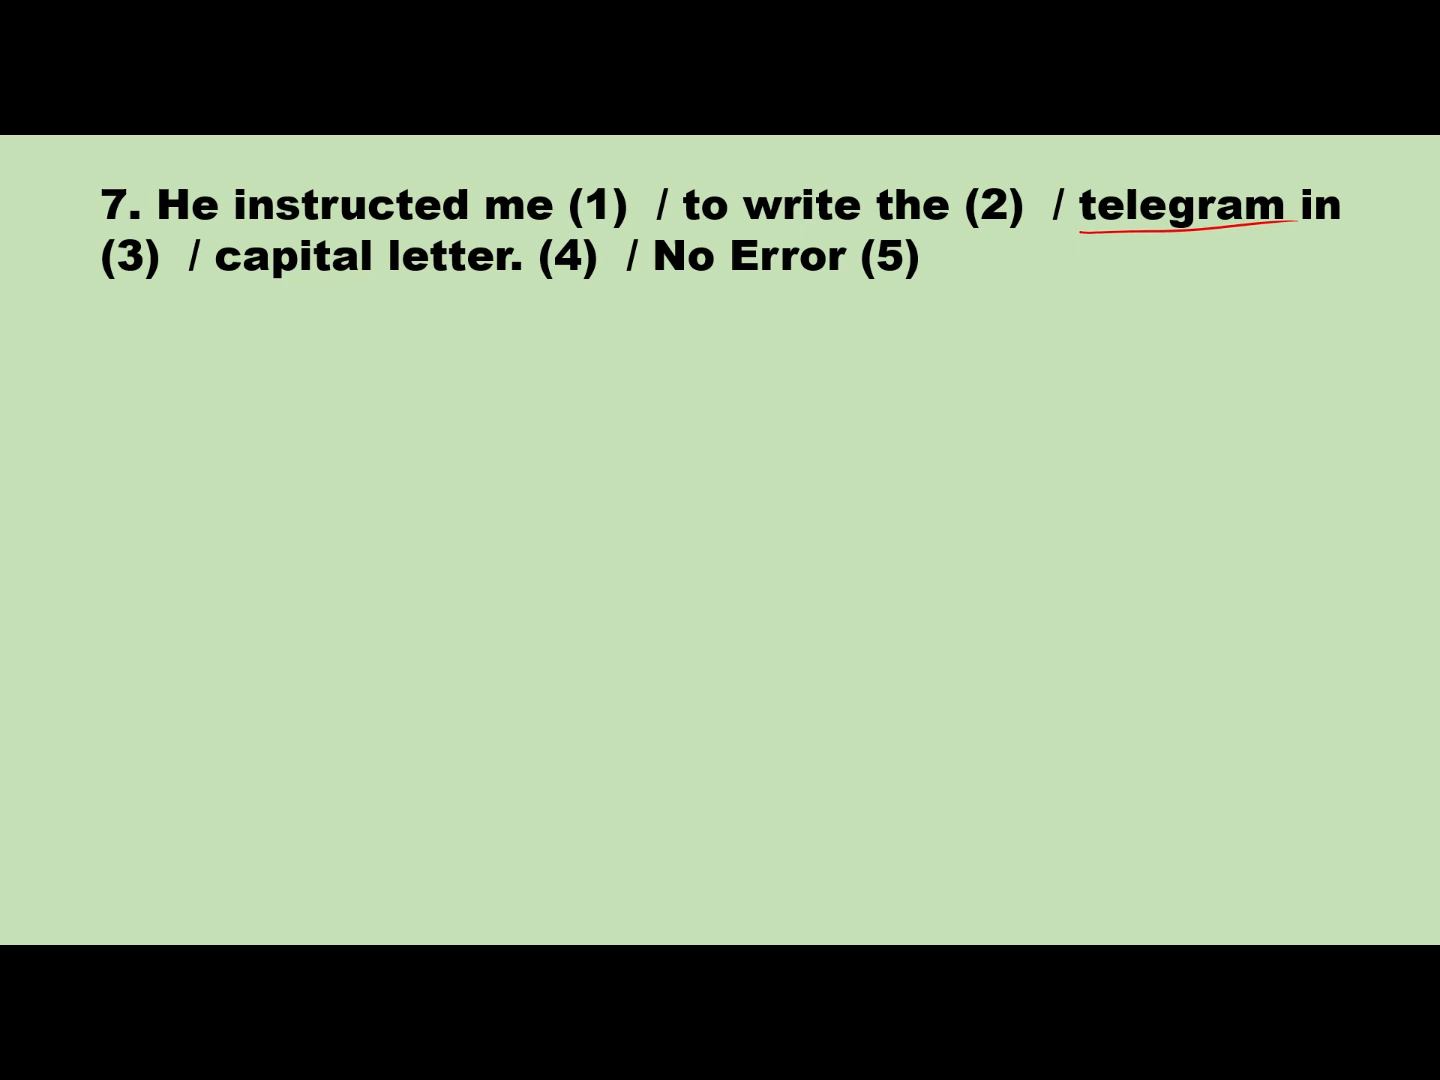 7. He instructed me (1) / to write the (2) / telegram in
(3) / capital letter. (4) / No Error (5)